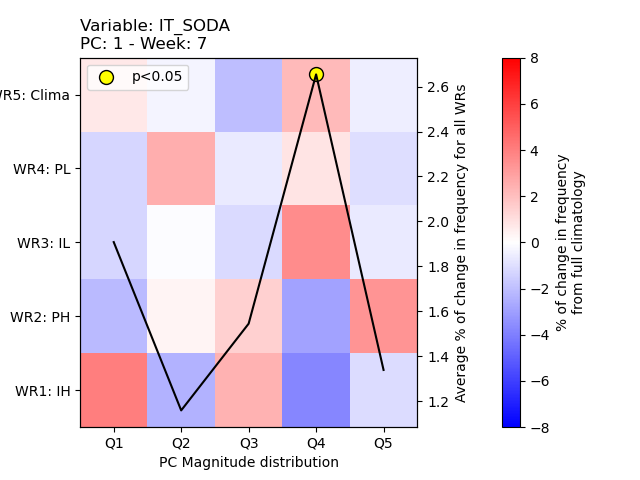 Variable: IT_SODA
PC: 1 - Week: 7
p<0.05
WR5: Clima
WR4: PL
WR3: IL
WR2: PH
WR1: IH
Q1 Q2 Q3 Q4 Q5
PC Magnitude distribution
2.6
2.4
2.2
2.0
1.8
1.6
1.4
1.2
Average % of change in frequency for all WRs
8
6
4
2
0
−2
−4
−6
−8
% of change in frequency
from full climatology